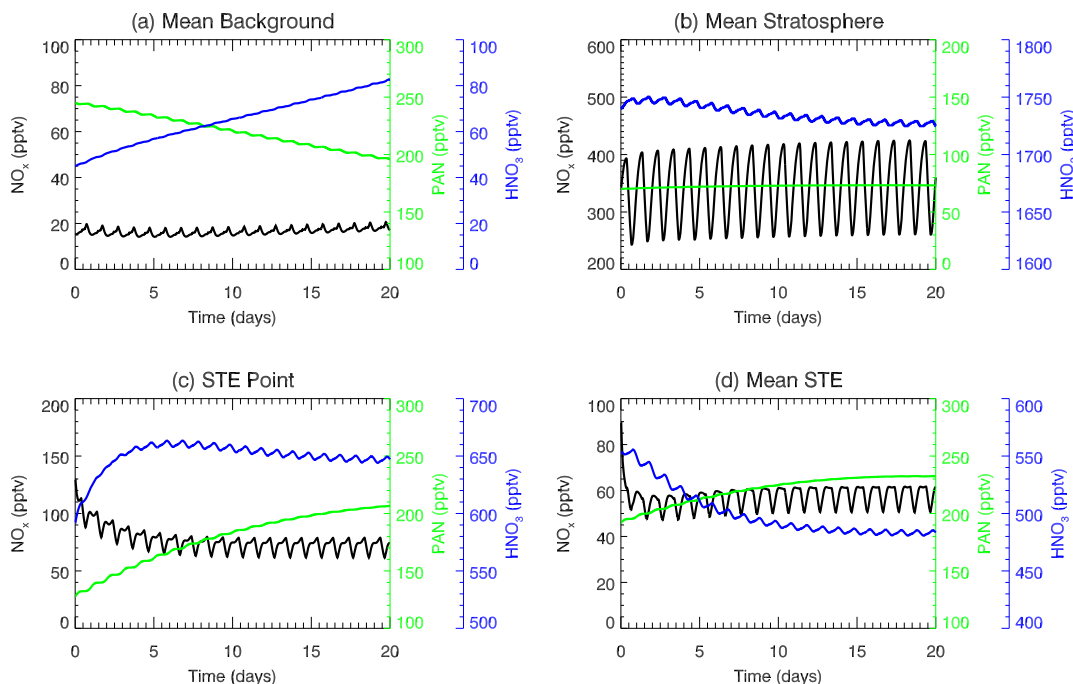 (a) Mean Background
(b) Mean Stratosphere
100
80
60
40
20
0
NOx (pptv)
300
250
200
150
100
PAN (pptv)
100
80
60
40
20
0
HNO3 (pptv)
0 5 10 15 20
Time (days)
600
500
400
300
200
NOx (pptv)
200
150
100
50
0
PAN (pptv)
1800
1750
1700
1650
1600
HNO3 (pptv)
0 5 10 15 20
Time (days)
(c) STE Point
(d) Mean STE
200
150
100
50
0
NOx (pptv)
300
250
200
150
100
PAN (pptv)
700
650
600
550
500
HNO3 (pptv)
0 5 10 15 20
Time (days)
100
80
60
40
20
0
NOx (pptv)
300
250
200
150
100
PAN (pptv)
600
550
500
450
400
HNO3 (pptv)
0 5 10 15 20
Time (days)